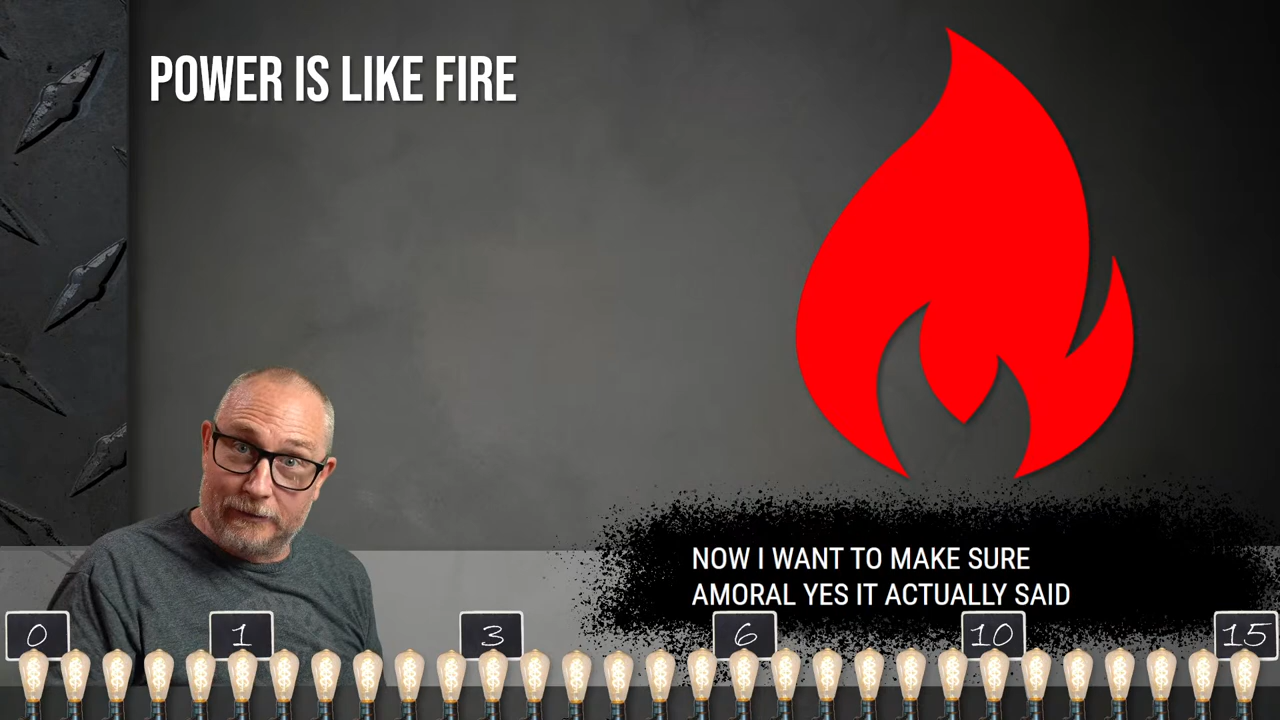 POWER IS LIKE FIRE
NOW I WANT TO MAKE SURE
AMORAL YES IT ACTUALLY SAID
0 1 3 6 10 15